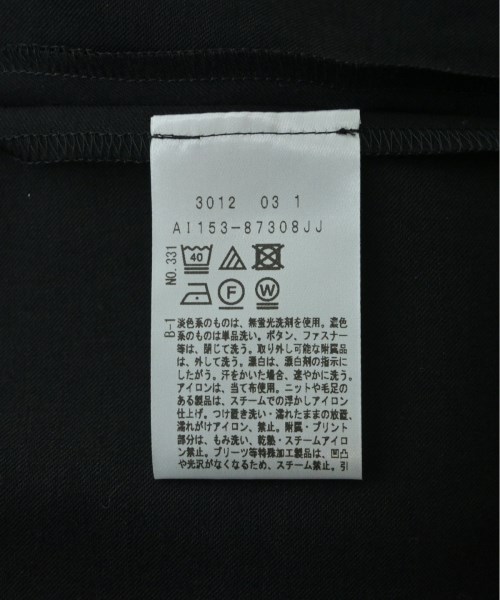 3012 03 1
AI153-87308JJ
NO.331
40
F
W
B-1
淡色系のものは、無蛍光洗剤を使用。濃色
系のものは単品洗い。ボタン、ファスナー
等は、閉じて洗う。取り外し可能な附属品
は、外して洗う。漂白は、漂白剤の指示に
したがう。汗をかいた場合、速やかに洗う。
アイロンは、当て布使用。ニットや毛足の
ある製品は、スチームでの浮かしアイロン
仕上げ。つけ置き洗い・濡れたままの放置、
濡れがけアイロン、禁止。附属・プリント
部分は、もみ洗い、乾燥・スチームアイロ
ン禁止。プリーツ等特殊加工製品は、凹凸
や光沢がなくなるため、スチーム禁止。引